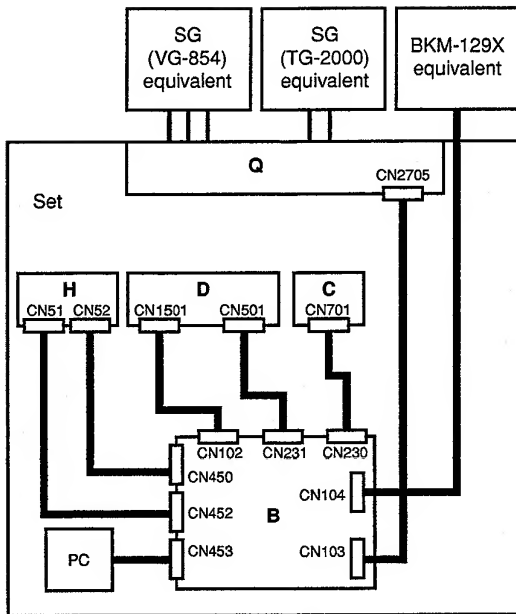 SG
(VG-854)
equivalent
SG
(TG-2000)
equivalent
BKM-129X
equivalent
Q
CN2705
Set
H
CN51
CN52
D
CN1501
CN501
C
CN701
CN102
CN231
CN230
CN450
CN104
CN452
B
CN453
CN103
PC